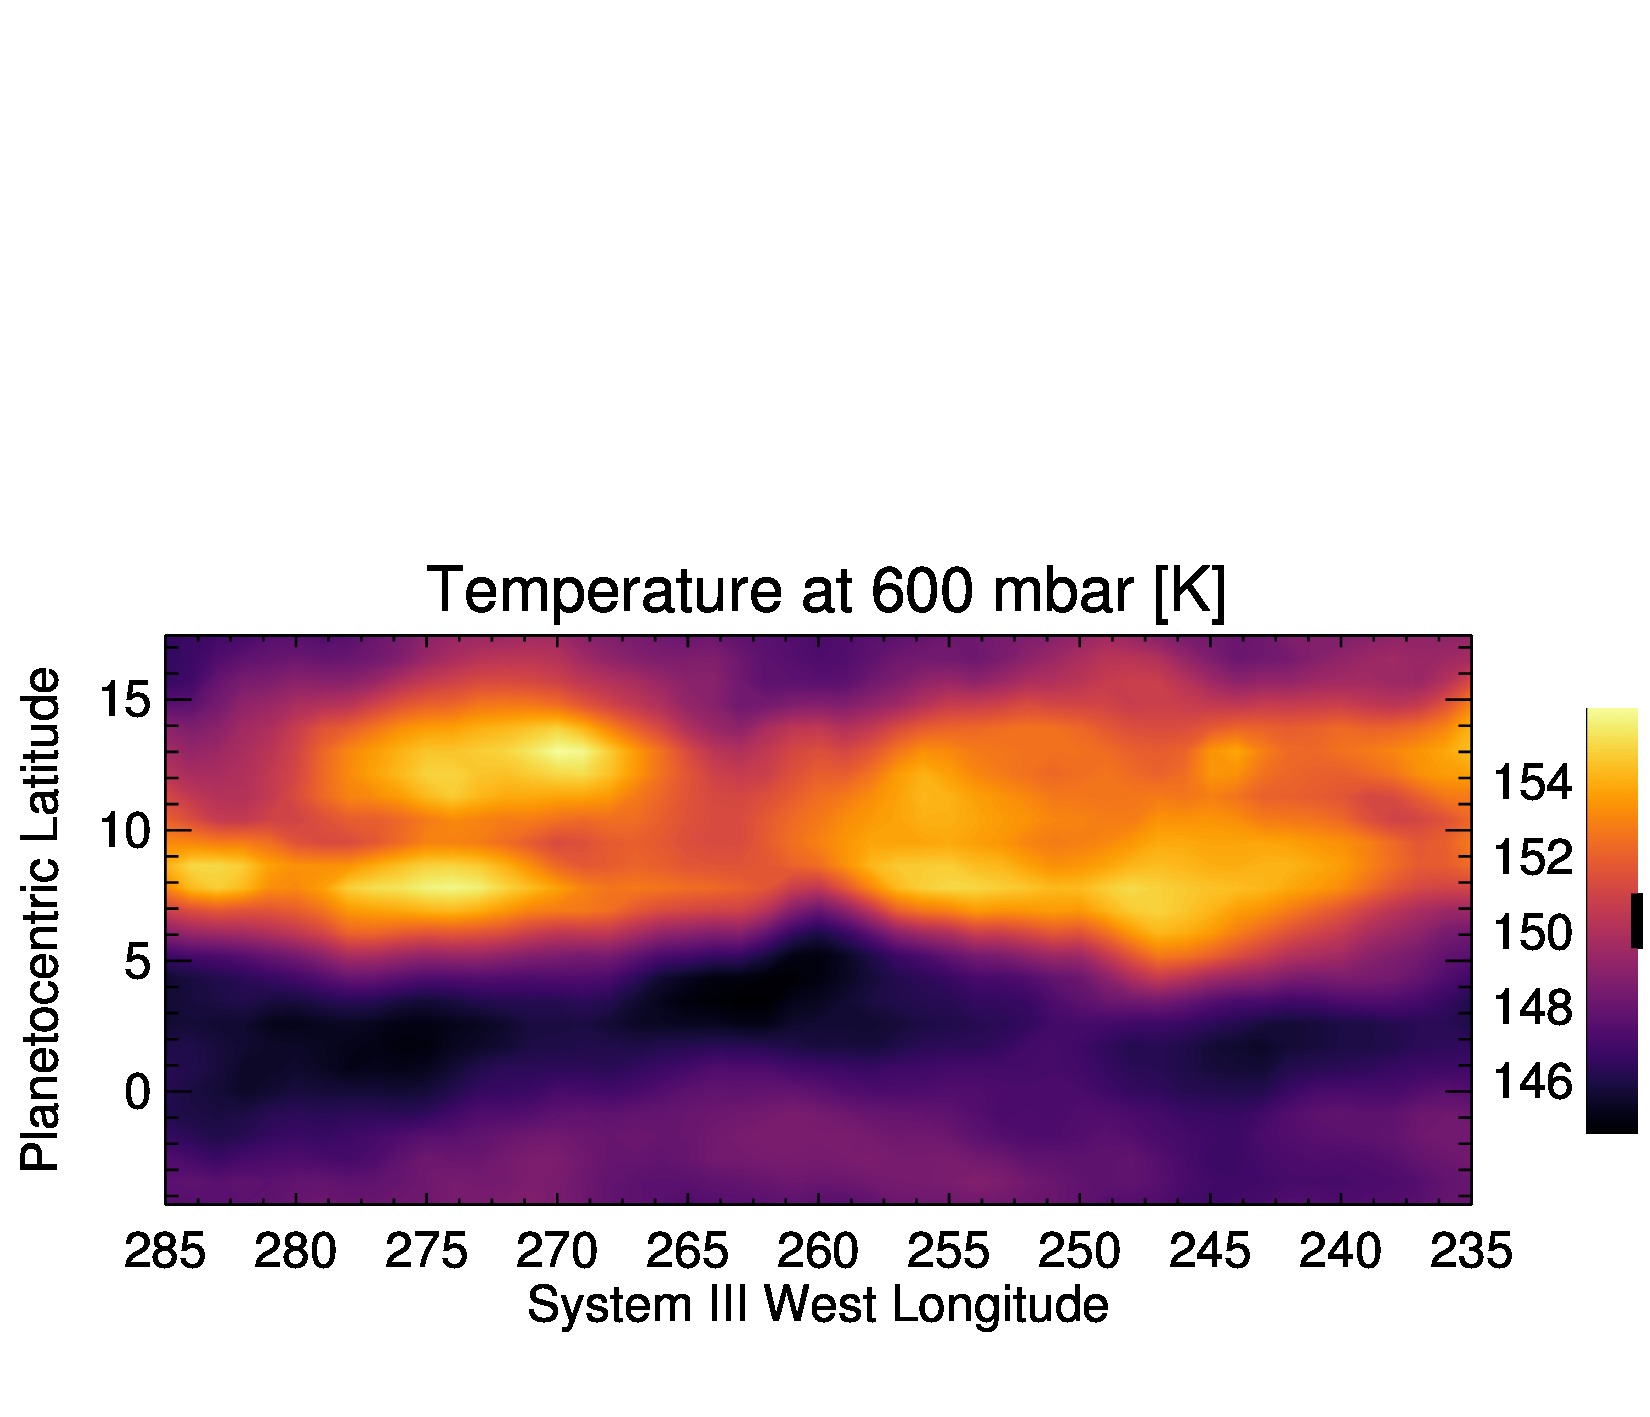 Temperature at 600 mbar [K]
Planetocentric Latitude
15
10
5
0
154
152
150
148
146
285 280 275 270 265 260 255 250 245 240 235
System III West Longitude